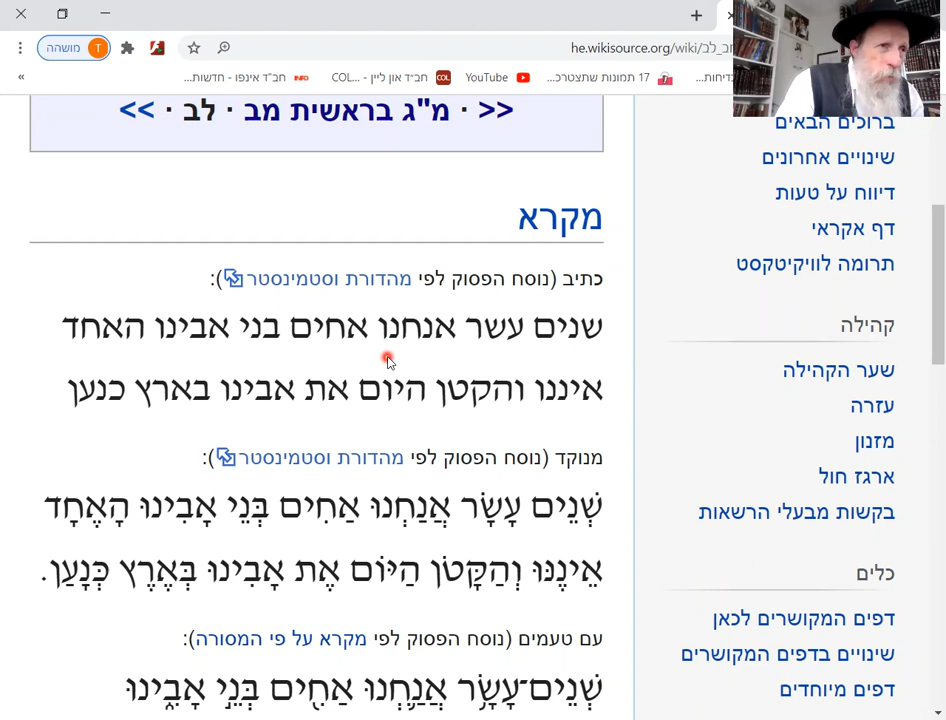 מושהה
T
he.wikisource.org/wiki/
17 תמונות שתצטרכ...
YouTube
COL
חב״ד און ליין - COL...
חב״ד אינפו - חדשות...
«
<< · מ"ג בראשית מב · לב · >>
מקרא
כתיב (נוסח הפסוק לפי מהדורת וסטמינסטר):
שנים עשר אנחנו אחים בני אבינו האחד
איננו והקטן היום את אבינו בארץ כנען
מנוקד (נוסח הפסוק לפי מהדורת וסטמינסטר):
שְׁנֵים עָשָׂר אֲנַחְנוּ אַחִים בְּנֵי אָבִינוּ הָאֶחָד
אֵינֶנּוּ וְהַקָּטֹן הַיּוֹם אֶת אָבִינוּ בְּאֶרֶץ כְּנָעַן.
עם טעמים (נוסח הפסוק לפי מקרא על פי המסורה):
שְׁנֵים־עָשָׂ֥ר אֲנַ֛חְנוּ אַחִ֖ים בְּנֵ֣י אָבִ֑ינוּ
ברוכים הבאים
שינויים אחרונים
דיווח על טעות
דף אקראי
תרומה לוויקיטקסט
קהילה
שער הקהילה
עזרה
מזנון
ארגז חול
בקשות מבעלי הרשאות
כלים
דפים המקושרים לכאן
שינויים בדפים המקושרים
דפים מיוחדים